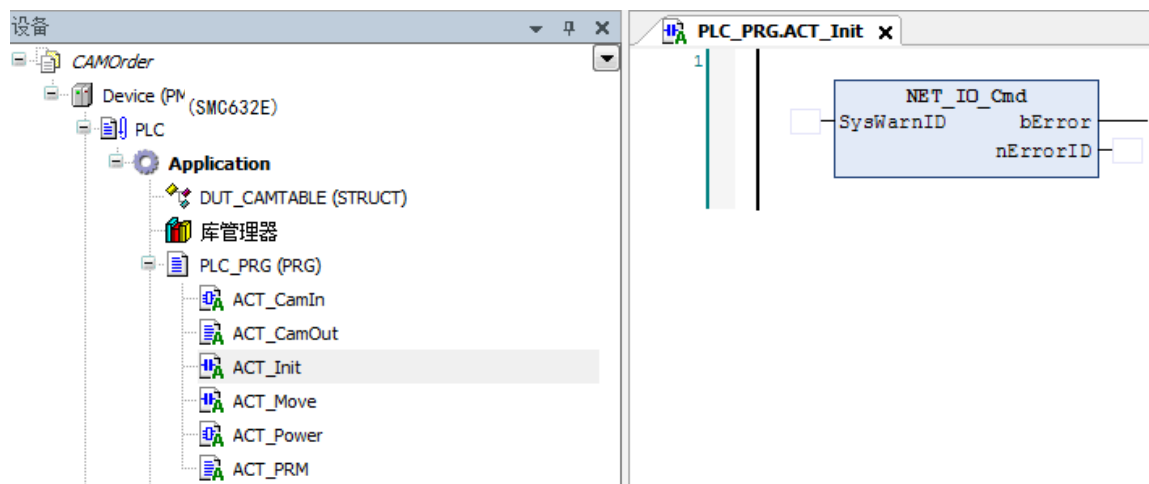 设备
CAMOrder
Device (PM
(SMC632E)
PLC
Application
DUT_CAMTABLE (STRUCT)
库管理器
PLC_PRG (PRG)
ACT_CamIn
ACT_CamOut
ACT_Init
ACT_Move
ACT_Power
ACT_PRM
PLC_PRG.ACT_Init
1
NET_IO_Cmd
SysWarnID bError
nErrorID